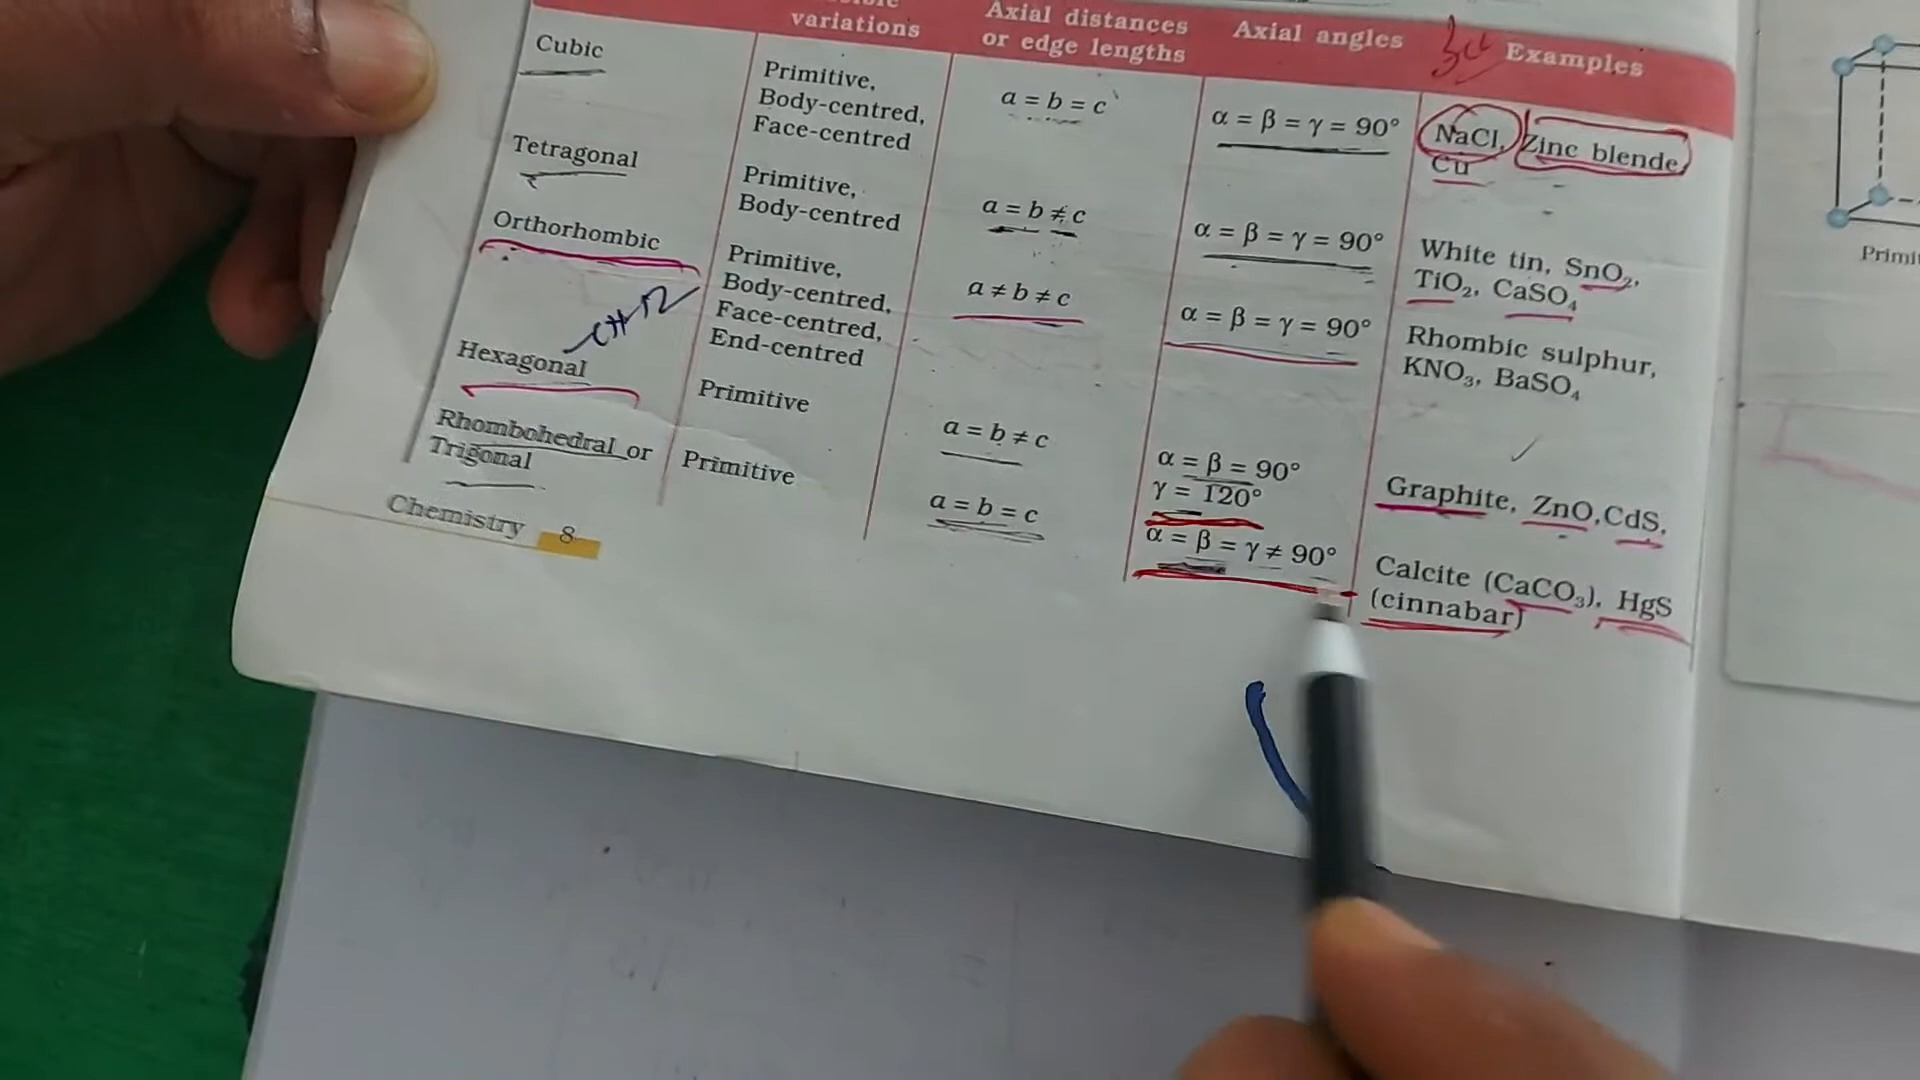 variations
Axial distances
or edge lengths
Axial angles
Examples
Cubic
Primitive,
Body-centred,
Face-centred
a = b = c
α = β = γ = 90°
NaCl, Zinc blende,
Cu
Tetragonal
Primitive,
Body-centred
a = b ≠ c
α = β = γ = 90°
White tin, SnO₂,
TiO₂, CaSO₄
Orthorhombic
Primitive,
Body-centred,
Face-centred,
End-centred
a ≠ b ≠ c
α = β = γ = 90°
Rhombic sulphur,
KNO₃, BaSO₄
Hexagonal
Primitive
a = b ≠ c
α = β = 90°
γ = 120°
Graphite, ZnO,CdS,
Rhombohedral or
Trigonal
Primitive
a = b = c
α = β = γ ≠ 90°
Calcite (CaCO₃), HgS
(cinnabar)
Chemistry 8